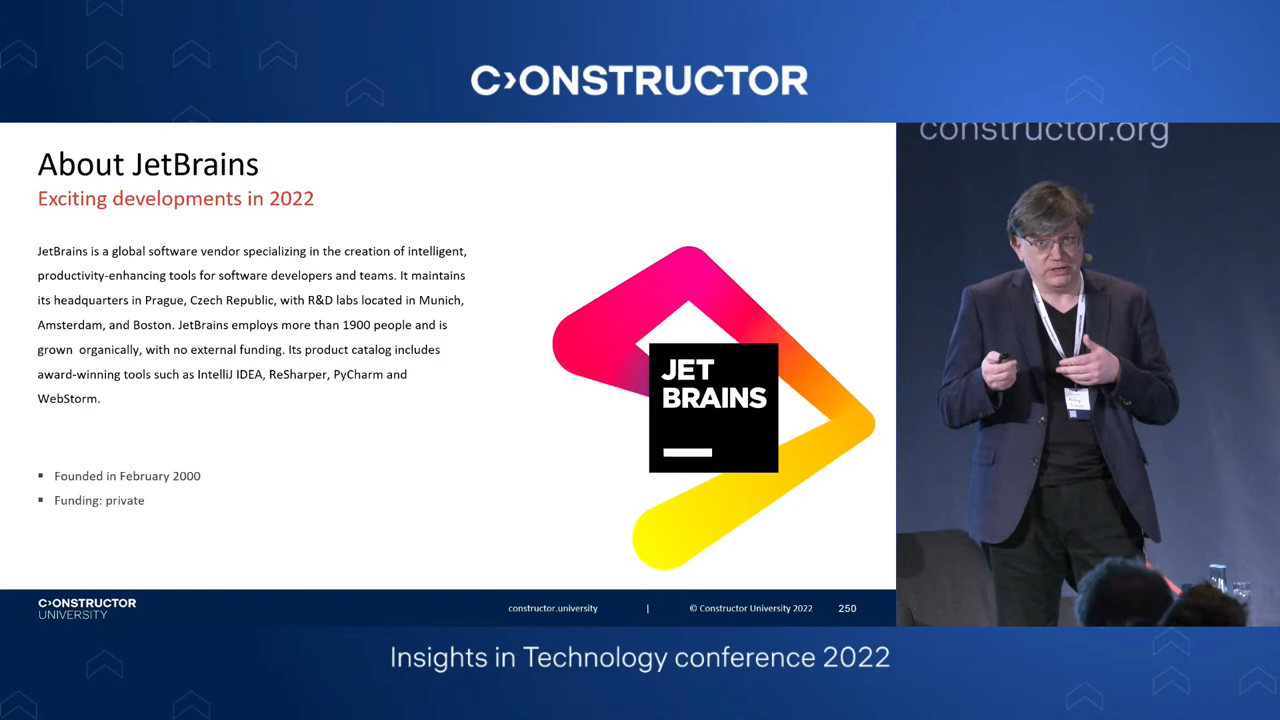 C›ONSTRUCTOR
constructor.org
About JetBrains
Exciting developments in 2022
JetBrains is a global software vendor specializing in the creation of intelligent,
productivity-enhancing tools for software developers and teams. It maintains
its headquarters in Prague, Czech Republic, with R&D labs located in Munich,
Amsterdam, and Boston. JetBrains employs more than 1900 people and is
grown organically, with no external funding. Its product catalog includes
award-winning tools such as IntelliJ IDEA, ReSharper, PyCharm and
WebStorm.
▪ Founded in February 2000
▪ Funding: private
JET
BRAINS
C›ONSTRUCTOR
UNIVERSITY
constructor.university | © Constructor University 2022 250
Insights in Technology conference 2022